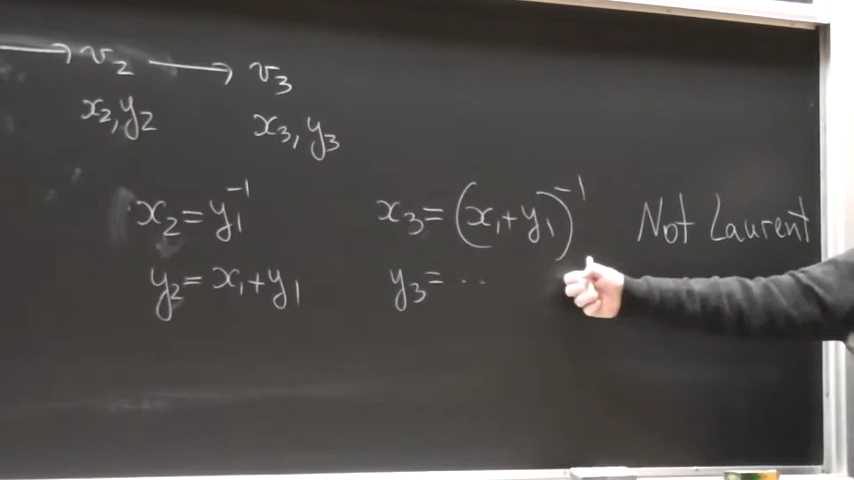 → v₂ → v₃
x₂,y₂ x₃,y₃
x₂=y₁⁻¹ x₃=(x₁+y₁)⁻¹ Not Laurent
y₂=x₁+y₁ y₃=...